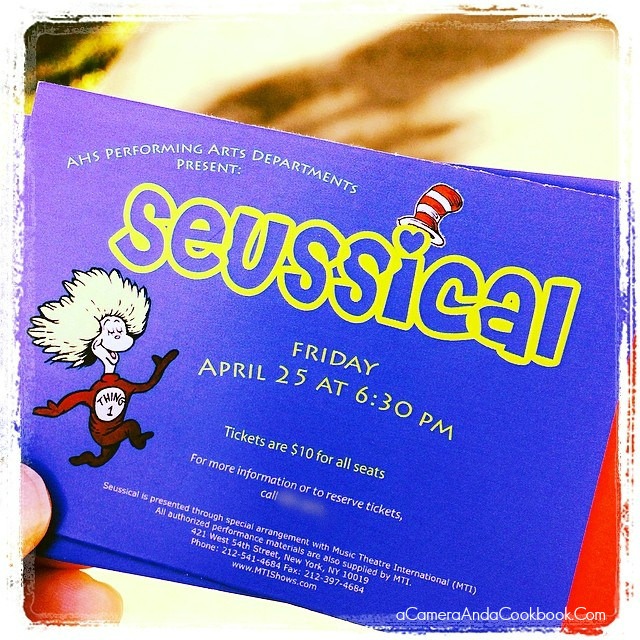 AHS Performing Arts Departments
present:
Seussical
Friday
April 25 at 6:30 pm
THING
1
Tickets are $10 for all seats
For more information or to reserve tickets,
call
Seussical is presented through special arrangement with Music Theatre International (MTI)
All authorized performance materials are also supplied by MTI.
421 West 54th Street, New York, NY 10019
Phone: 212-541-4684 Fax: 212-397-4684
www.MTIShows.com
aCameraAndaCookbook.Com